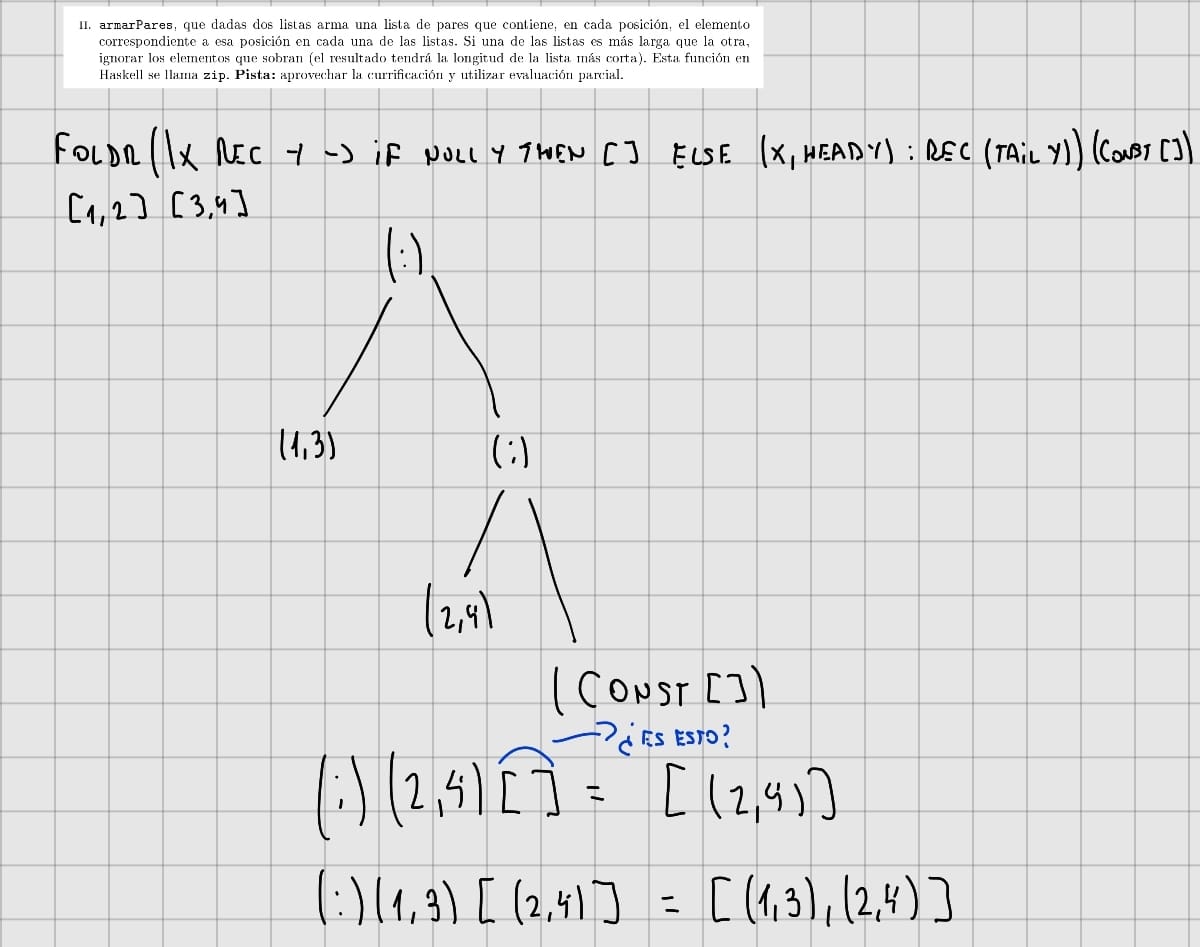 II. armarPares, que dadas dos listas arma una lista de pares que contiene, en cada posición, el elemento
correspondiente a esa posición en cada una de las listas. Si una de las listas es más larga que la otra,
ignorar los elementos que sobran (el resultado tendrá la longitud de la lista más corta). Esta función en
Haskell se llama zip. Pista: aprovechar la currificación y utilizar evaluación parcial.
FOLDR (\X REC Y -> iF NULL Y THEN [] ELSE (X, HEAD Y) : REC (TAiL Y)) (CONST [])
[1,2] [3,4]
(:)
(1,3)
(:)
(2,4)
(CONST [])
¿ES ESTO?
(:) (2,4) [] = [(2,4)]
(:) (1,3) [(2,4)] = [(1,3),(2,4)]